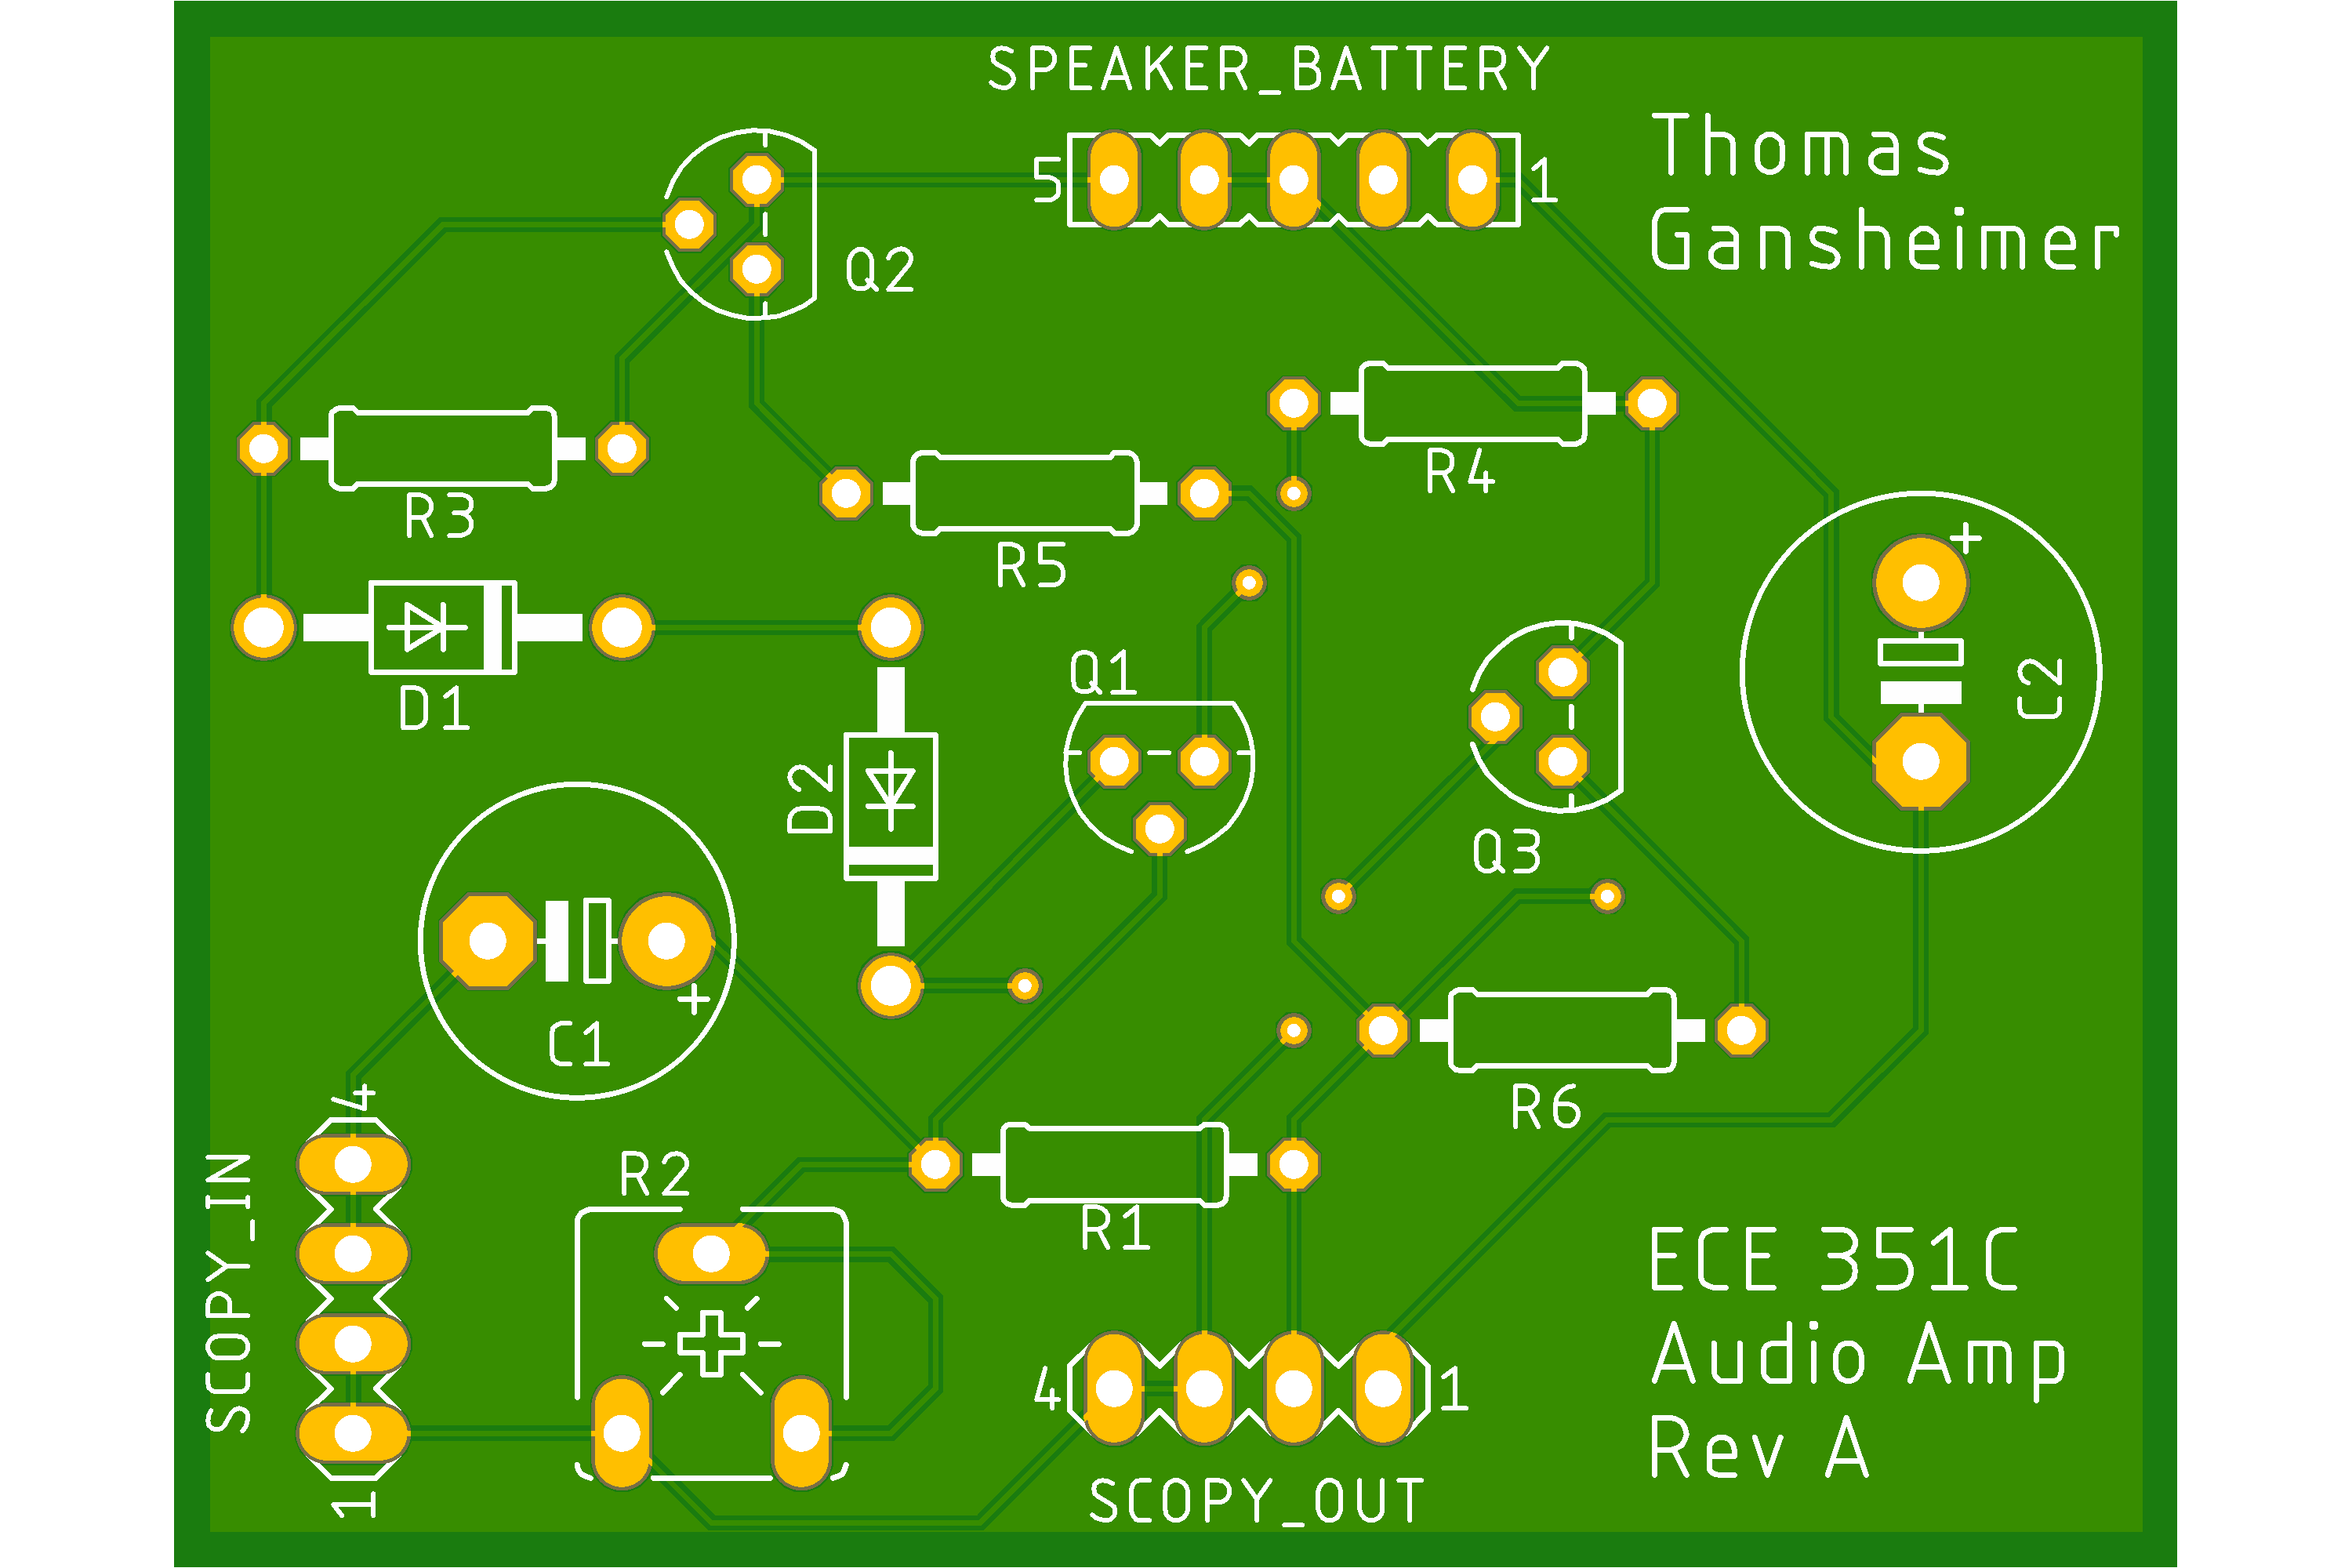 SPEAKER_BATTERY
5
1
Thomas
Gansheimer
Q2
R4
R3
R5
Q1
C2
D1
D2
Q3
+
+
C1
4
R6
SCOPY_IN
R2
R1
ECE 351C
Audio Amp
4
1
Rev A
1
SCOPY_OUT